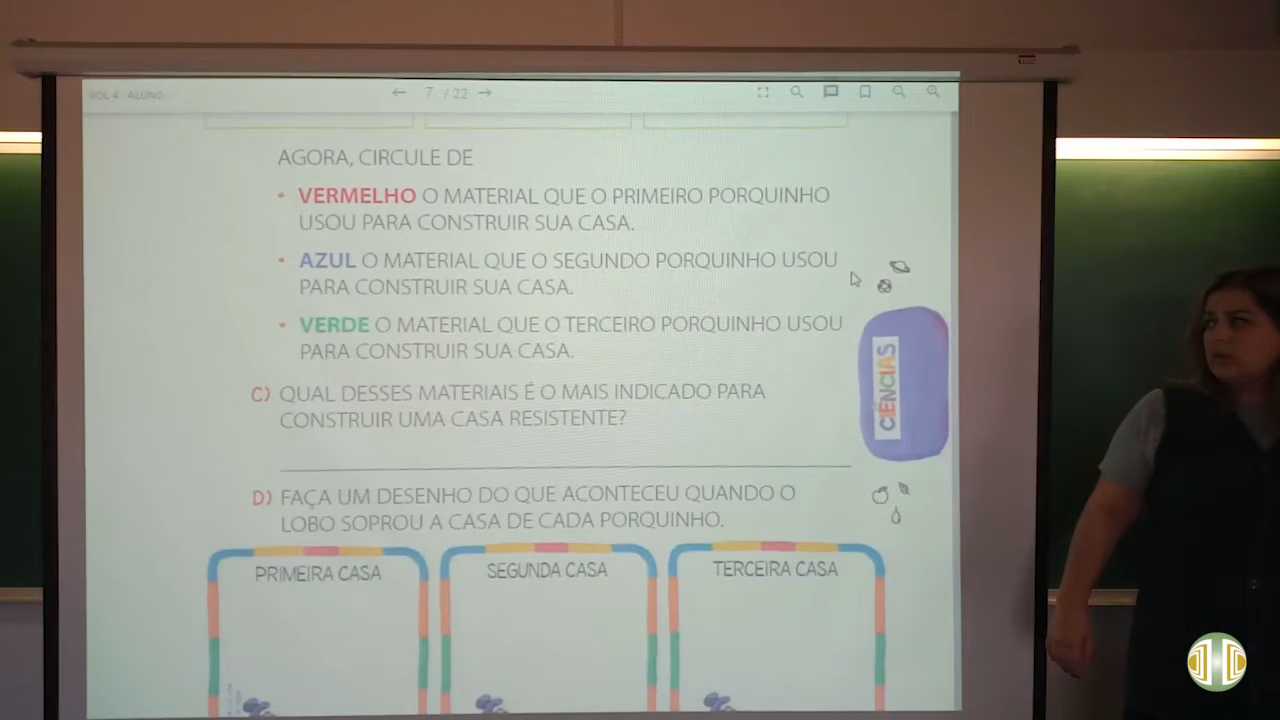 VOL 4 - ALUNO
7 / 22
AGORA, CIRCULE DE
• VERMELHO O MATERIAL QUE O PRIMEIRO PORQUINHO
USOU PARA CONSTRUIR SUA CASA.
• AZUL O MATERIAL QUE O SEGUNDO PORQUINHO USOU
PARA CONSTRUIR SUA CASA.
• VERDE O MATERIAL QUE O TERCEIRO PORQUINHO USOU
PARA CONSTRUIR SUA CASA.
C) QUAL DESSES MATERIAIS É O MAIS INDICADO PARA
CONSTRUIR UMA CASA RESISTENTE?
D) FAÇA UM DESENHO DO QUE ACONTECEU QUANDO O
LOBO SOPROU A CASA DE CADA PORQUINHO.
PRIMEIRA CASA
SEGUNDA CASA
TERCEIRA CASA
CIÊNCIAS